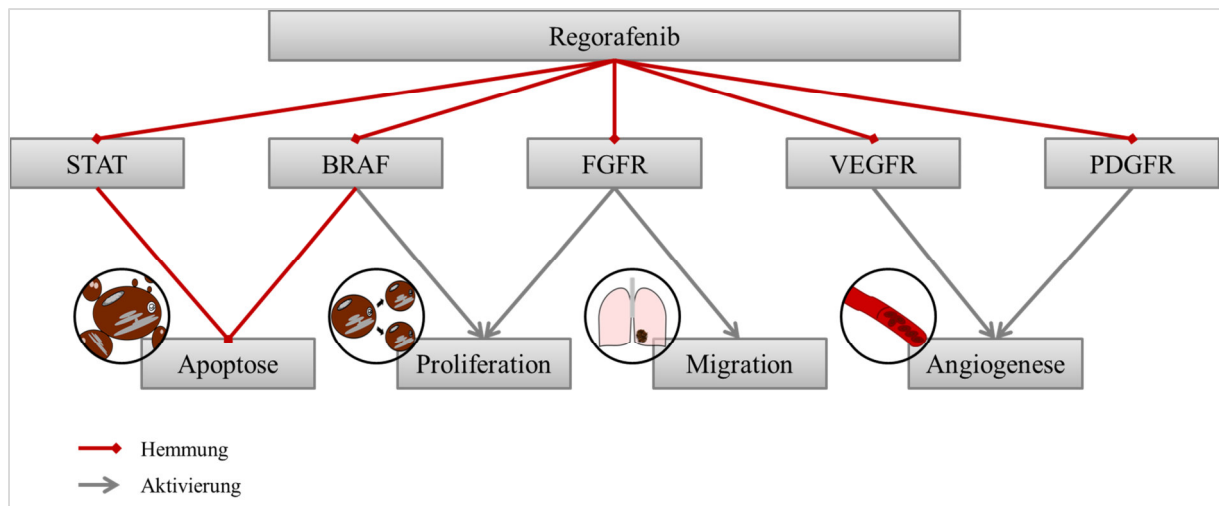 Regorafenib
STAT
BRAF
FGFR
VEGFR
PDGFR
Apoptose
Proliferation
Migration
Angiogenese
Hemmung
Aktivierung